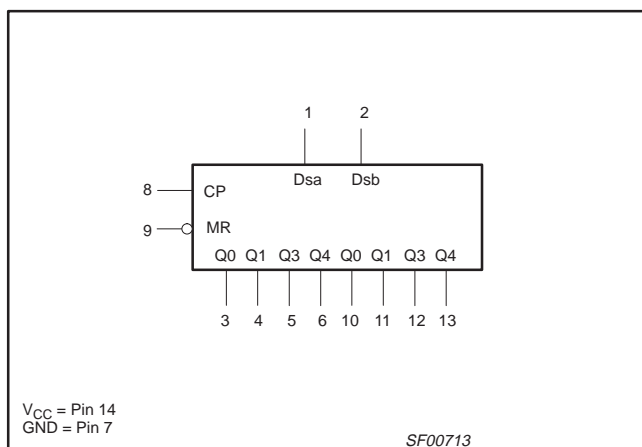 1 2
Dsa Dsb
8 CP
9 MR
Q0 Q1 Q3 Q4 Q0 Q1 Q3 Q4
3 4 5 6 10 11 12 13
VCC = Pin 14
GND = Pin 7
SF00713